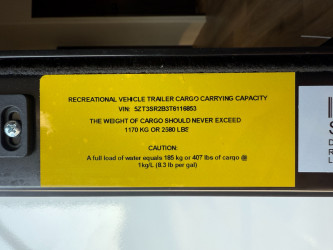 RECREATIONAL VEHICLE TRAILER CARGO CARRYING CAPACITY
VIN: 5ZT3SR2B3T6116853
THE WEIGHT OF CARGO SHOULD NEVER EXCEED
1170 KG OR 2580 LBS
CAUTION:
A full load of water equals 185 kg or 407 lbs of cargo @
1kg/L (8.3 lb per gal)
S
D
R
L